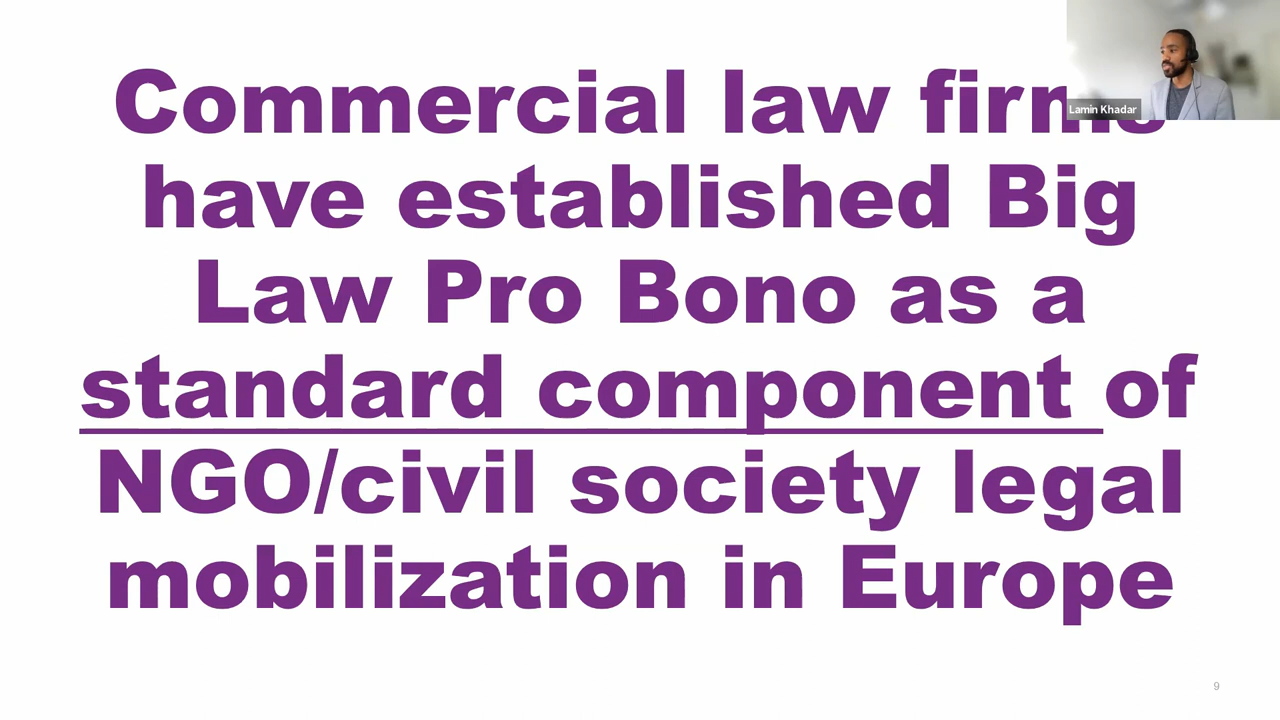 Commercial law firms
have established Big
Law Pro Bono as a
standard component of
NGO/civil society legal
mobilization in Europe
Lamin Khadar
9